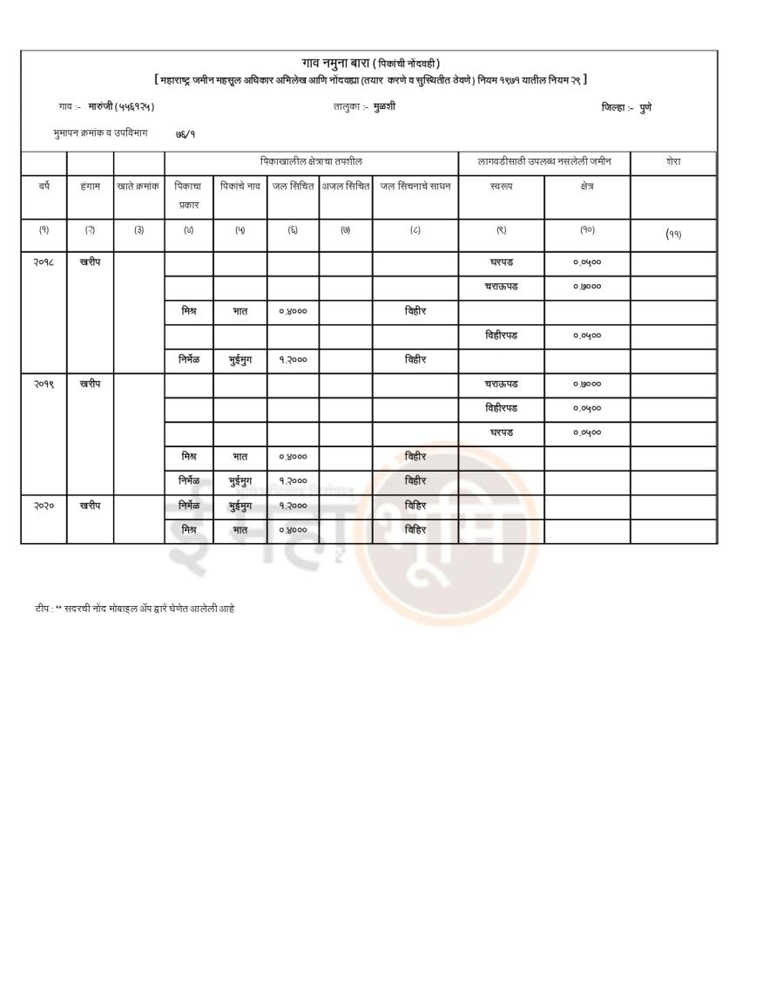 गाव नमुना बारा ( पिकांची नोंदवही )
[ महाराष्ट्र जमीन महसूल अधिकार अभिलेख आणि नोंदवह्या (तयार करणे व सुस्थितीत ठेवणे ) नियम १९७१ यातील नियम २९ ]
गाव :- मारुंजी ( ५५६१२५ ) तालुका :- मुळशी जिल्हा :- पुणे
भुमापन क्रमांक व उपविभाग ७६/१
पिकाखालील क्षेत्राचा तपशील लागवडीसाठी उपलब्ध नसलेली जमीन शेरा
वर्षे हंगाम खाते क्रमांक पिकाचा पिकांचे नाव जल सिंचित अजल सिंचित जल सिंचनाचे साधन स्वरूप क्षेत्र
प्रकार
(१) (२) (३) (४) (५) (६) (७) (८) (९) (१०) (११)
२०१८ खरीप घरपड ०.०५००
चराऊपड ०.७०००
मिश्र भात ०.४००० विहीर
विहीरपड ०.०५००
निर्भेळ भुईमुग १.२००० विहीर
२०१९ खरीप चराऊपड ०.७०००
विहीरपड ०.०५००
घरपड ०.०५००
मिश्र भात ०.४००० विहीर
निर्भेळ भुईमुग १.२००० विहीर
२०२० खरीप निर्भेळ भुईमुग १.२००० विहिर
मिश्र भात ०.४००० विहिर
ई महा भूमि
टीप : ** सदरची नोंद मोबाइल ॲप द्वारें घेणेत आलेली आहे